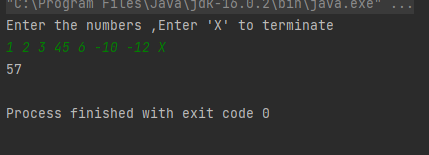 "C:\Program Files\Java\jdk-16.0.2\bin\java.exe" ...
Enter the numbers ,Enter 'X' to terminate
1 2 3 45 6 -10 -12 X
57
Process finished with exit code 0